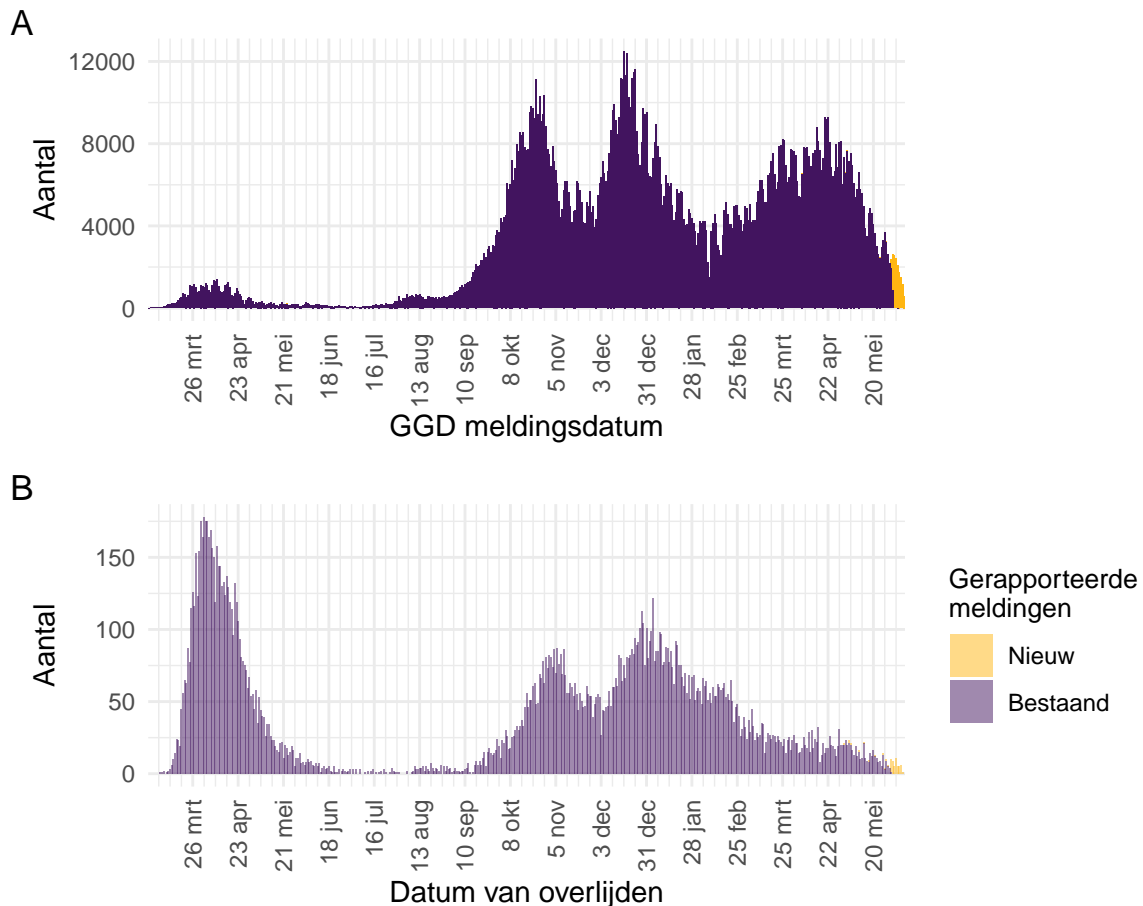 A
12000
8000
4000
0
Aantal
26 mrt
23 apr
21 mei
18 jun
16 jul
13 aug
10 sep
8 okt
5 nov
3 dec
31 dec
28 jan
25 feb
25 mrt
22 apr
20 mei
GGD meldingsdatum
B
150
100
50
0
Aantal
26 mrt
23 apr
21 mei
18 jun
16 jul
13 aug
10 sep
8 okt
5 nov
3 dec
31 dec
28 jan
25 feb
25 mrt
22 apr
20 mei
Datum van overlijden
Gerapporteerde
meldingen
Nieuw
Bestaand